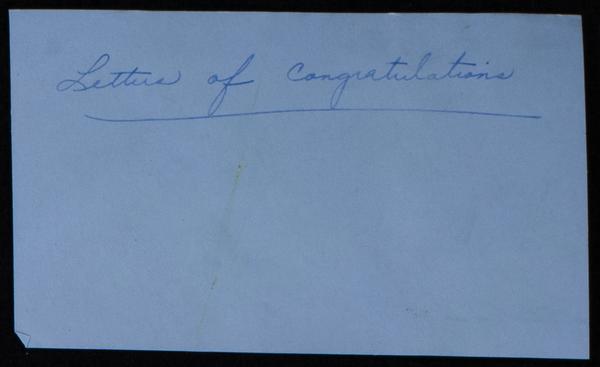 Letters of Congratulations